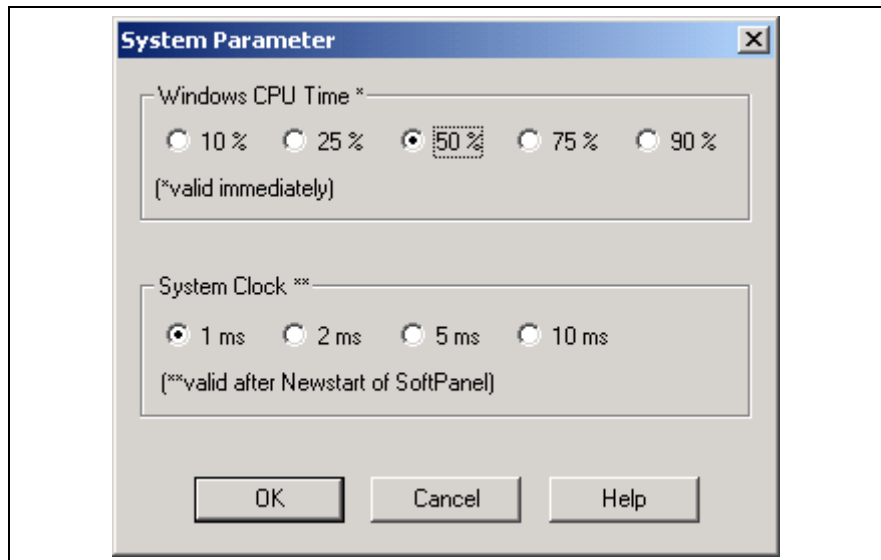 System Parameter
Windows CPU Time *
10 % 25 % 50 % 75 % 90 %
(*valid immediately)
System Clock **
1 ms 2 ms 5 ms 10 ms
(**valid after Newstart of SoftPanel)
OK Cancel Help